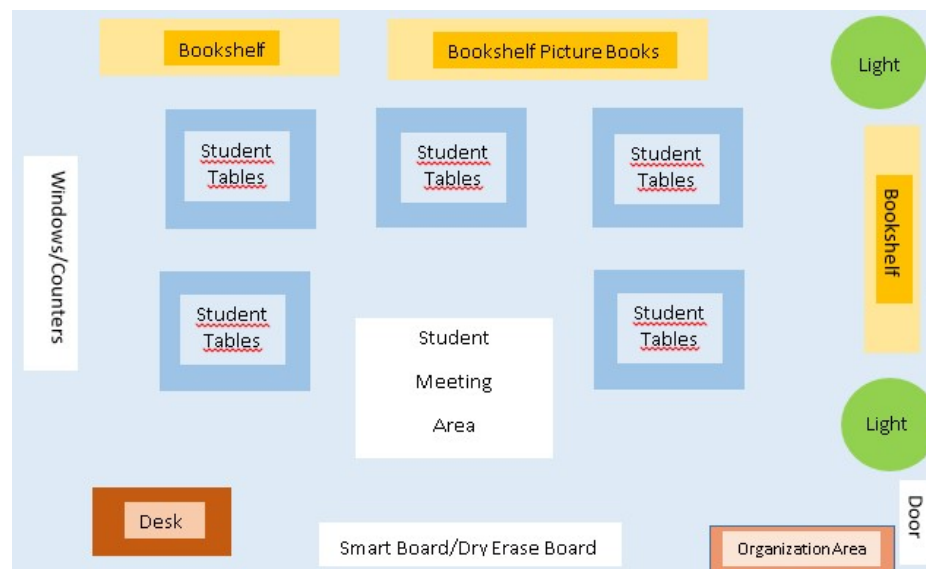 Bookshelf
Bookshelf Picture Books
Light
Student
Tables
Student
Tables
Student
Tables
Windows/Counters
Bookshelf
Student
Tables
Student
Meeting
Area
Student
Tables
Light
Desk
Smart Board/Dry Erase Board
Organization Area
Door